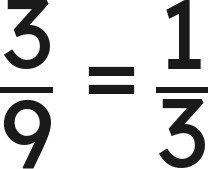 3/9 = 1/3